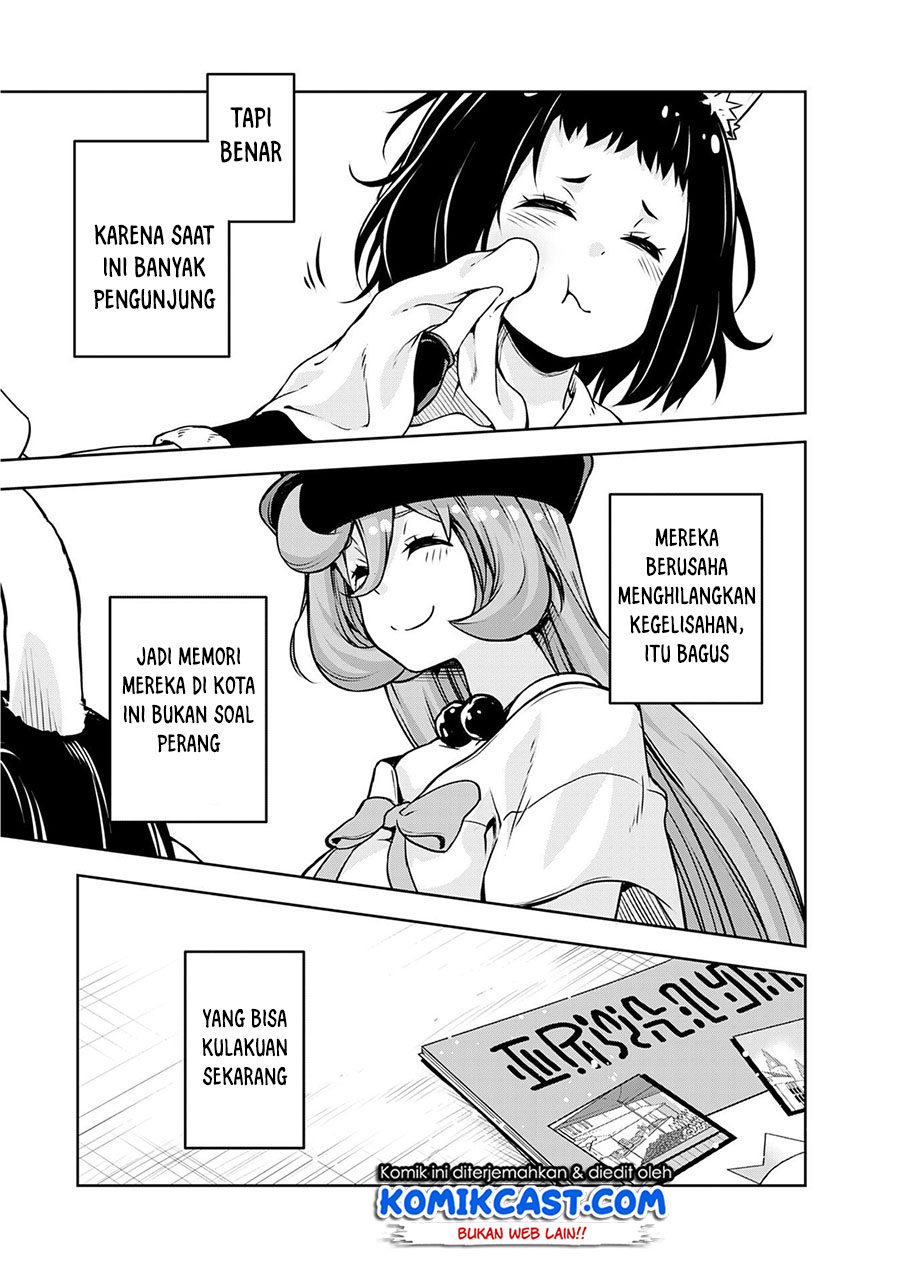 TAPI
BENAR
KARENA SAAT
INI BANYAK
PENGUNJUNG
MEREKA
BERUSAHA
MENGHILANGKAN
KEGELISAHAN,
ITU BAGUS
JADI MEMORI
MEREKA DI KOTA
INI BUKAN SOAL
PERANG
YANG BISA
KULAKUAN
SEKARANG
Komik ini diterjemahkan & diedit oleh
KOMIKCAST.COM
BUKAN WEB LAIN!!